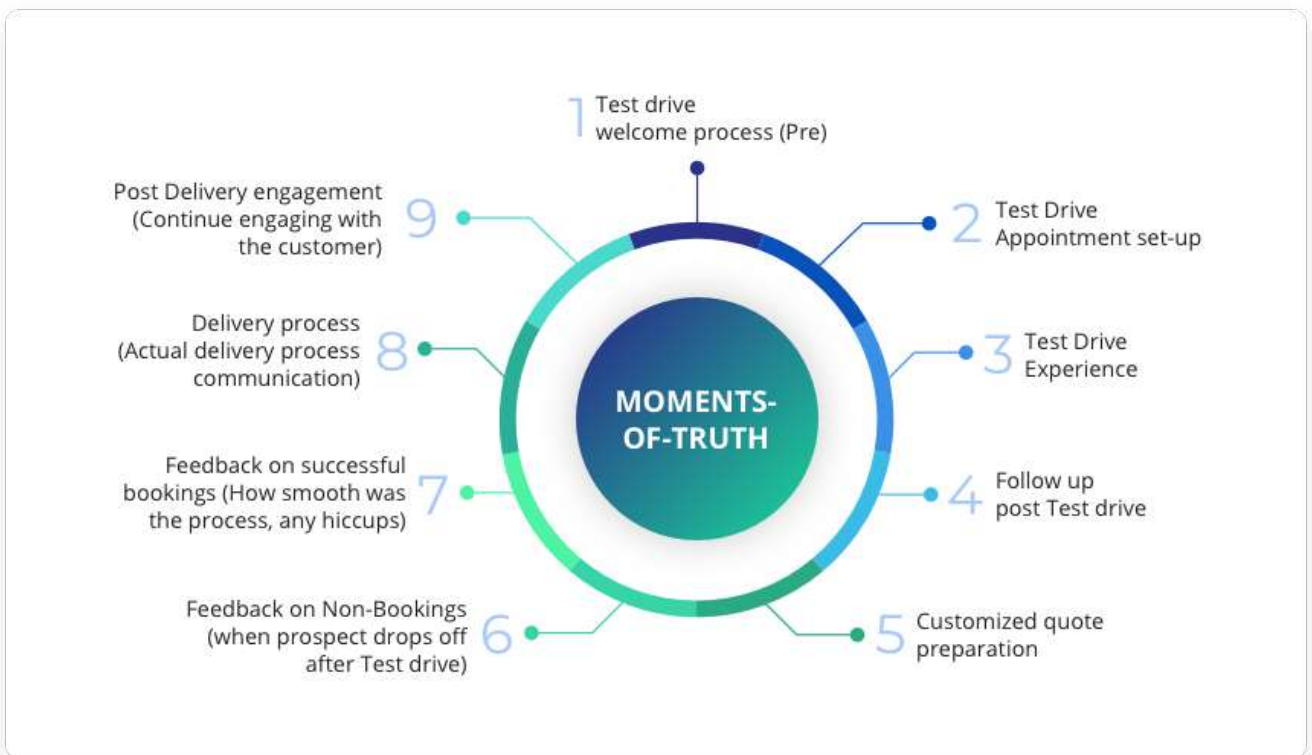 1
Test drive
welcome process (Pre)
2
Test Drive
Appointment set-up
3
Test Drive
Experience
4
Follow up
post Test drive
5
Customized quote
preparation
6
Feedback on Non-Bookings
(when prospect drops off
after Test drive)
7
Feedback on successful
bookings (How smooth was
the process, any hiccups)
8
Delivery process
(Actual delivery process
communication)
9
Post Delivery engagement
(Continue engaging with
the customer)
MOMENTS-
OF-TRUTH